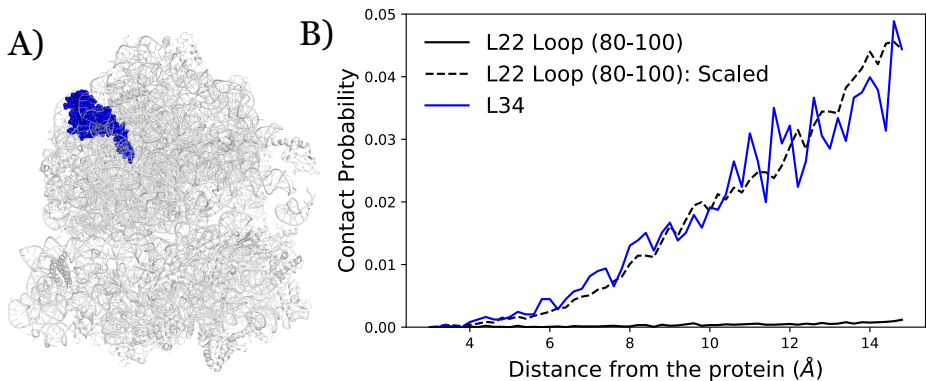 A)
B)
0.05
0.04
0.03
0.02
0.01
0.00
Contact Probability
L22 Loop (80-100)
L22 Loop (80-100): Scaled
L34
4
6
8
10
12
14
Distance from the protein (Å)